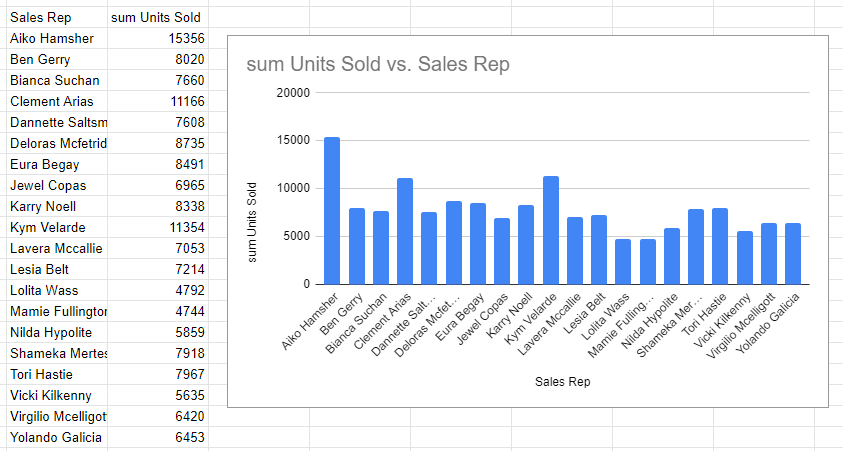 Sales Rep sum Units Sold
Aiko Hamsher 15356
Ben Gerry 8020
Bianca Suchan 7660
Clement Arias 11166
Dannette Saltsm 7608
Deloras Mcfetrid 8735
Eura Begay 8491
Jewel Copas 6965
Karry Noell 8338
Kym Velarde 11354
Lavera Mccallie 7053
Lesia Belt 7214
Lolita Wass 4792
Mamie Fullington 4744
Nilda Hypolite 5859
Shameka Mertes 7918
Tori Hastie 7967
Vicki Kilkenny 5635
Virgilio Mcelligot 6420
Yolando Galicia 6453
sum Units Sold vs. Sales Rep
sum Units Sold
20000
15000
10000
5000
0
Aiko Hamsher
Ben Gerry
Bianca Suchan
Clement Arias
Dannette Salt…
Deloras Mcfet…
Eura Begay
Jewel Copas
Karry Noell
Kym Velarde
Lavera Mccallie
Lesia Belt
Lolita Wass
Mamie Fulling…
Nilda Hypolite
Shameka Mer…
Tori Hastie
Vicki Kilkenny
Virgilio Mcelligott
Yolando Galicia
Sales Rep